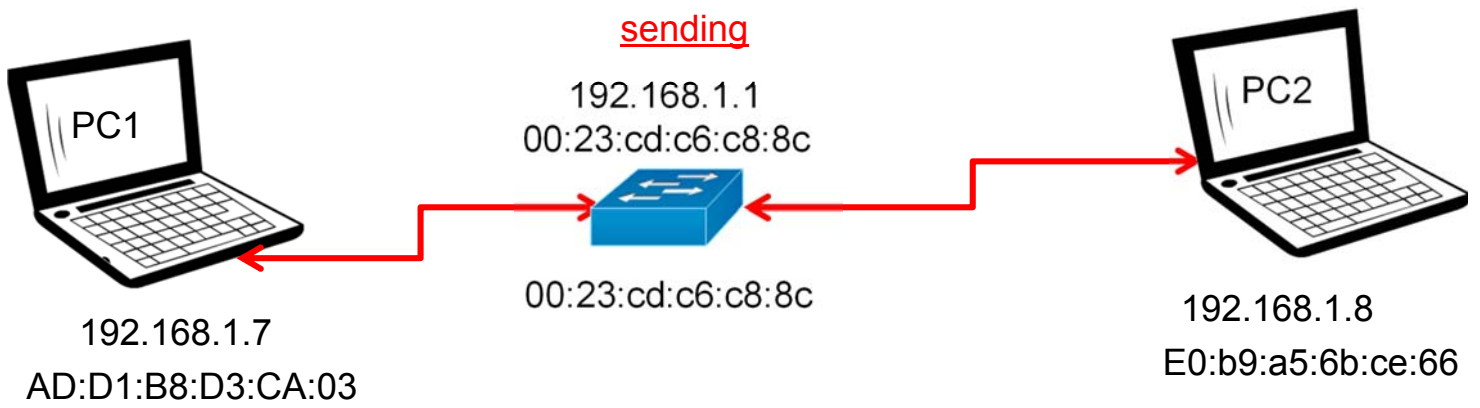 sending
PC1
192.168.1.1
00:23:cd:c6:c8:8c
PC2
00:23:cd:c6:c8:8c
192.168.1.7
AD:D1:B8:D3:CA:03
192.168.1.8
E0:b9:a5:6b:ce:66